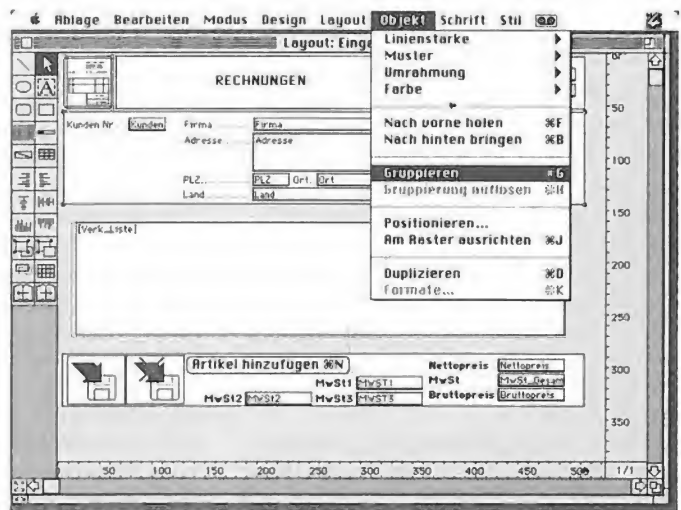 Ablage Bearbeiten Modus Design Layout Objekt Schrift Stil
Layout: Einga
Linienstärke
Muster
Umrahmung
Farbe
Nach vorne holen ⌘F
Nach hinten bringen ⌘B
Gruppieren ⌘G
Gruppierung auflösen ⌘H
Positionieren...
Am Raster ausrichten ⌘J
Duplizieren ⌘D
Formate... ⌘K
RECHNUNGEN
Kunden Nr Kunden Firma Firma
Adresse Adresse
PLZ PLZ Ort. Ort
Land Land
[Verk_Liste]
Artikel hinzufügen ⌘N
Nettopreis Nettopreis
MwSt1 MwST1 MwSt MwSt_Gesam
MwSt2 MwSt2 MwSt3 MwST3 Bruttopreis Bruttopreis
50
100
150
200
250
300
350
50 100 150 200 250 300 350 400 450 500 1/1